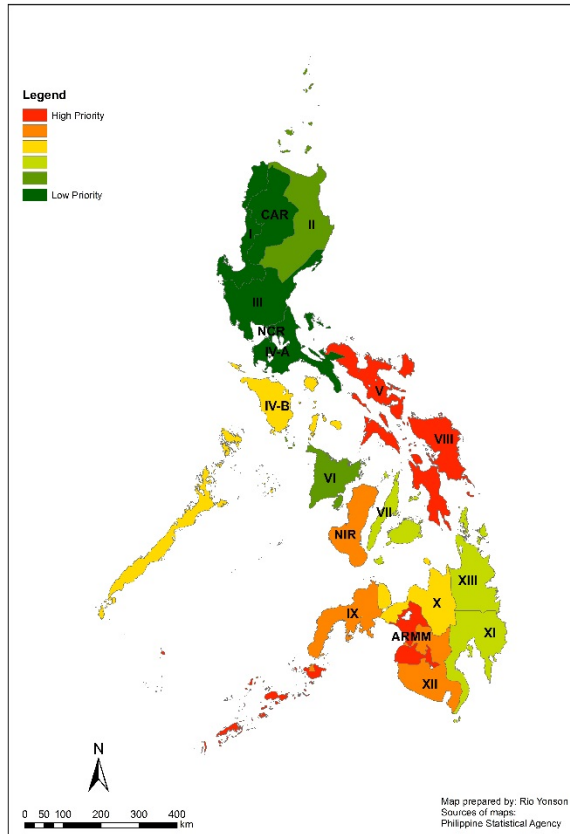 Legend
High Priority
Low Priority
CAR
I
II
III
NCR
IV-A
V
IV-B
VIII
VI
VII
NIR
XIII
X
IX
XI
ARMM
XII
N
0 25 50 100 200 300 400
km
Map prepared by: Rio Yonson
Sources of maps:
Philippine Statistical Agency